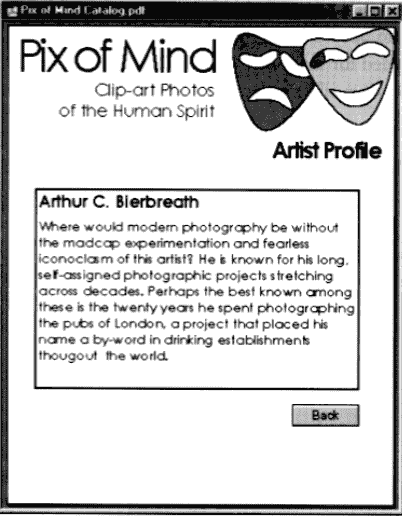 Pix of Mind Catalog.pdf
Pix of Mind
Clip-art Photos
of the Human Spirit
Artist Profile
Arthur C. Bierbreath
Where would modern photography be without
the madcap experimentation and fearless
iconoclasm of this artist? He is known for his long,
self-assigned photographic projects stretching
across decades. Perhaps the best known among
these is the twenty years he spent photographing
the pubs of London, a project that placed his
name a by-word in drinking establishments
thougout the world.
Back